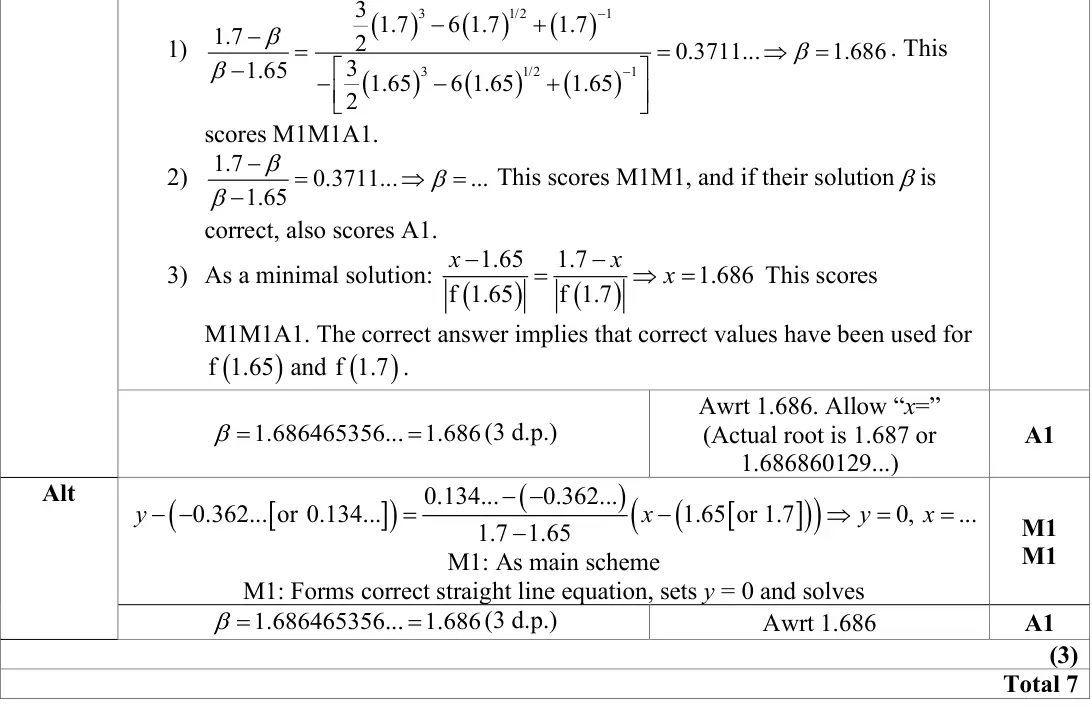 1) (1.7 − β)/(β − 1.65) = (3/2 (1.7)³ − 6(1.7)^1/2 + (1.7)⁻¹)/(−[3/2 (1.65)³ − 6(1.65)^1/2 + (1.65)⁻¹]) = 0.3711... ⇒ β = 1.686. This
scores M1M1A1.
2) (1.7 − β)/(β − 1.65) = 0.3711... ⇒ β = ... This scores M1M1, and if their solution β is
correct, also scores A1.
3) As a minimal solution: (x − 1.65)/|f(1.65)| = (1.7 − x)/|f(1.7)| ⇒ x = 1.686 This scores
M1M1A1. The correct answer implies that correct values have been used for
f(1.65) and f(1.7).
β = 1.686465356... = 1.686 (3 d.p.)
Awrt 1.686. Allow “x=”
(Actual root is 1.687 or
1.686860129...)
A1
Alt
y − (−0.362...[or 0.134...]) = (0.134... − (−0.362...))/(1.7 − 1.65) (x − (1.65[or 1.7])) ⇒ y = 0, x = ...
M1: As main scheme
M1: Forms correct straight line equation, sets y = 0 and solves
M1
M1
β = 1.686465356... = 1.686 (3 d.p.)
Awrt 1.686
A1
(3)
Total 7